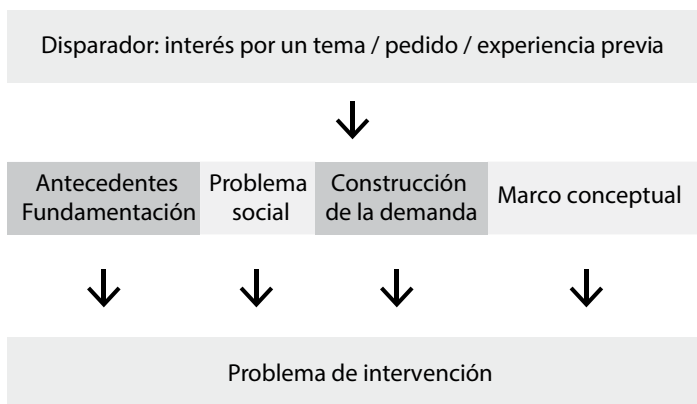 Disparador: interés por un tema / pedido / experiencia previa
Antecedentes
Fundamentación
Problema
social
Construcción
de la demanda
Marco conceptual
Problema de intervención